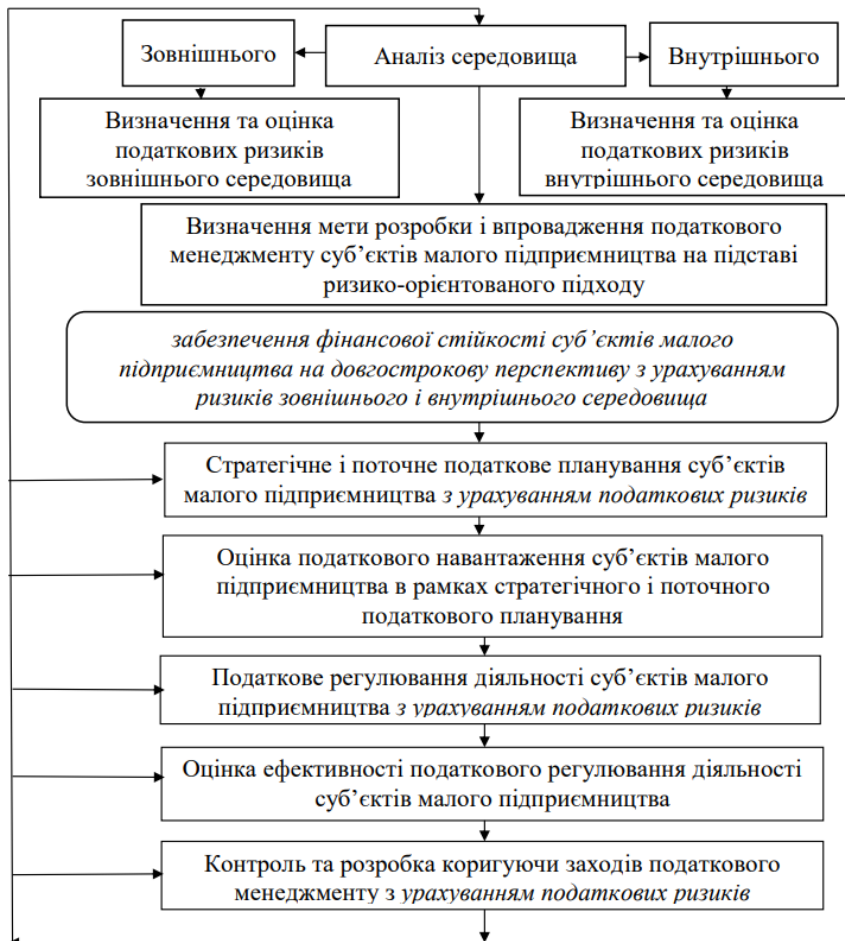 Зовнішнього
Аналіз середовища
Внутрішнього
Визначення та оцінка
податкових ризиків
зовнішнього середовища
Визначення та оцінка
податкових ризиків
внутрішнього середовища
Визначення мети розробки і впровадження податкового
менеджменту суб’єктів малого підприємництва на підставі
ризико-орієнтованого підходу
забезпечення фінансової стійкості суб’єктів малого
підприємництва на довгострокову перспективу з урахуванням
ризиків зовнішнього і внутрішнього середовища
Стратегічне і поточне податкове планування суб’єктів
малого підприємництва з урахуванням податкових ризиків
Оцінка податкового навантаження суб’єктів малого
підприємництва в рамках стратегічного і поточного
податкового планування
Податкове регулювання діяльності суб’єктів малого
підприємництва з урахуванням податкових ризиків
Оцінка ефективності податкового регулювання діяльності
суб’єктів малого підприємництва
Контроль та розробка коригуючи заходів податкового
менеджменту з урахуванням податкових ризиків